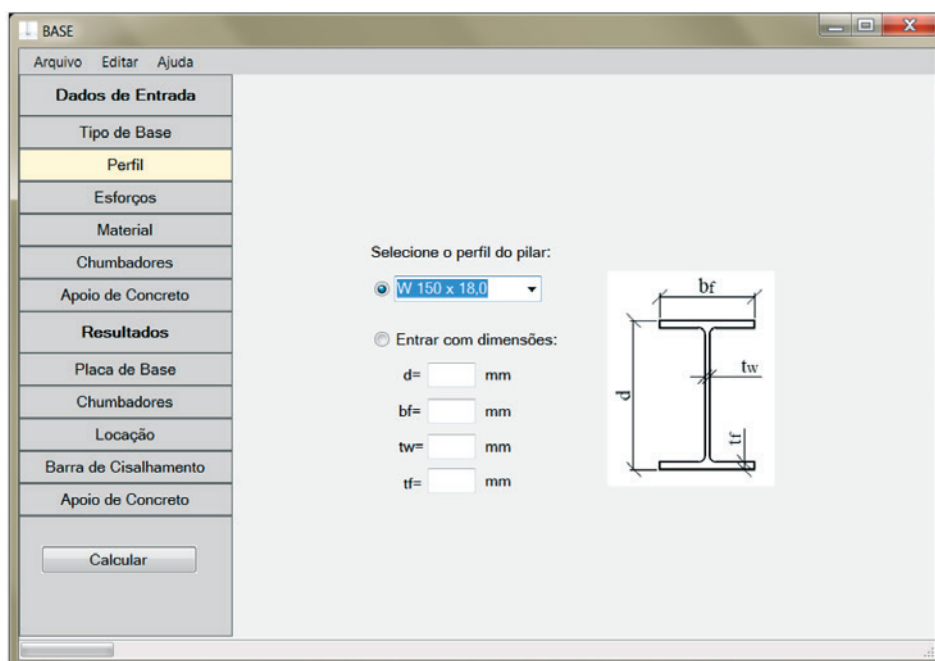 BASE
Arquivo Editar Ajuda
Dados de Entrada
Tipo de Base
Perfil
Esforços
Material
Chumbadores
Apoio de Concreto
Resultados
Placa de Base
Chumbadores
Locação
Barra de Cisalhamento
Apoio de Concreto
Calcular
Selecione o perfil do pilar:
W 150 x 18,0
Entrar com dimensões:
d= mm
bf= mm
tw= mm
tf= mm
bf
tw
d
tf